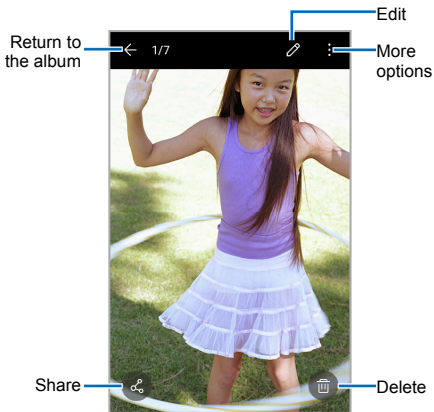 Edit
Return to
the album
1/7
More
options
Share
Delete